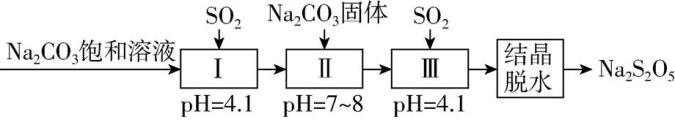 SO₂ Na₂CO₃固体 SO₂
Na₂CO₃饱和溶液 Ⅰ Ⅱ Ⅲ 结晶脱水 Na₂S₂O₅
pH=4.1 pH=7~8 pH=4.1